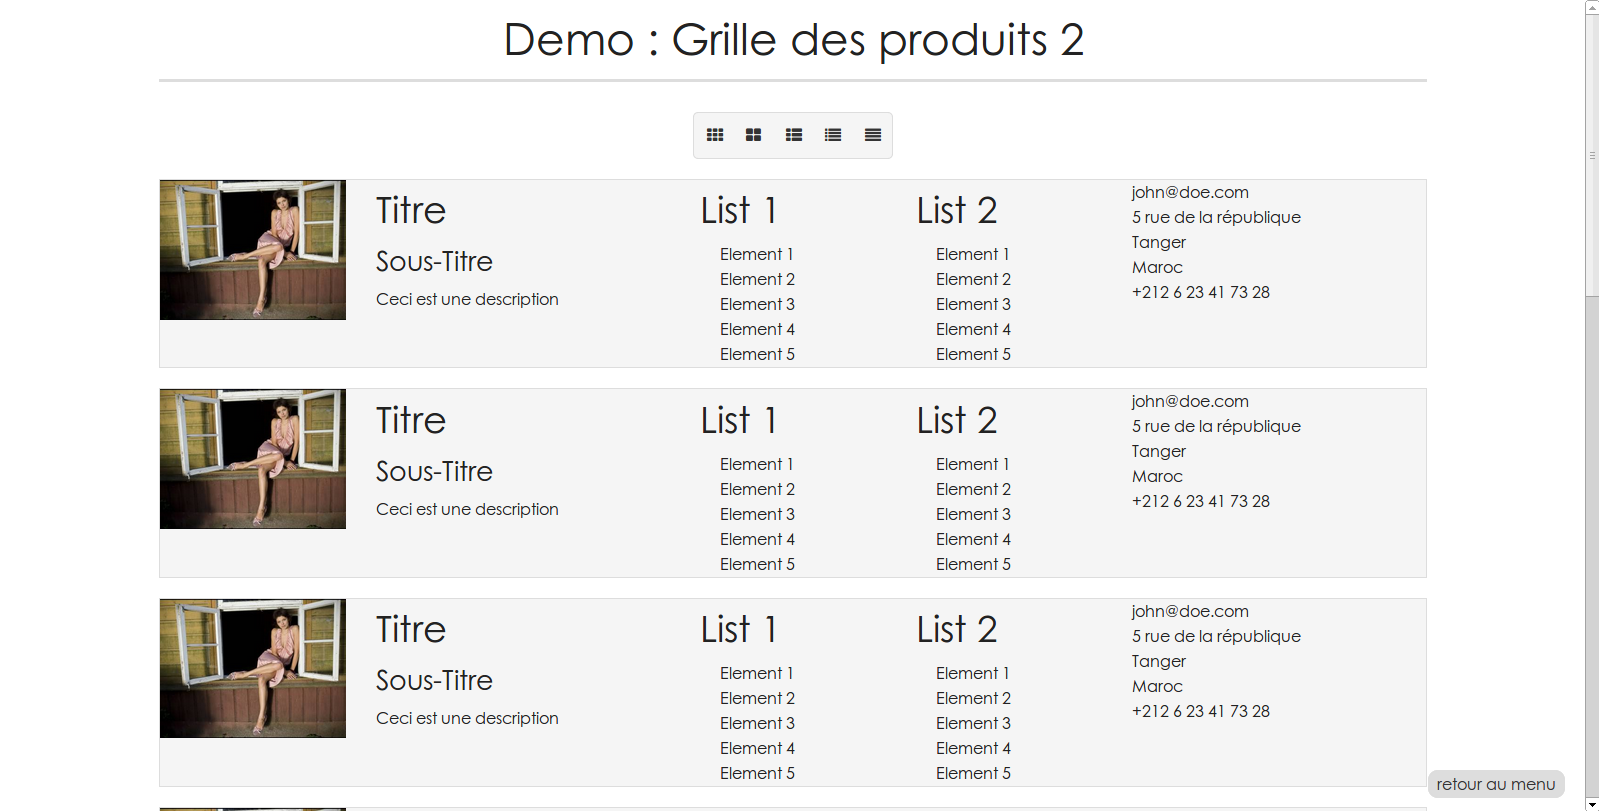 Demo : Grille des produits 2
Titre
Sous-Titre
Ceci est une description
List 1
Element 1
Element 2
Element 3
Element 4
Element 5
List 2
Element 1
Element 2
Element 3
Element 4
Element 5
john@doe.com
5 rue de la république
Tanger
Maroc
+212 6 23 41 73 28
Titre
Sous-Titre
Ceci est une description
List 1
Element 1
Element 2
Element 3
Element 4
Element 5
List 2
Element 1
Element 2
Element 3
Element 4
Element 5
john@doe.com
5 rue de la république
Tanger
Maroc
+212 6 23 41 73 28
Titre
Sous-Titre
Ceci est une description
List 1
Element 1
Element 2
Element 3
Element 4
Element 5
List 2
Element 1
Element 2
Element 3
Element 4
Element 5
john@doe.com
5 rue de la république
Tanger
Maroc
+212 6 23 41 73 28
retour au menu